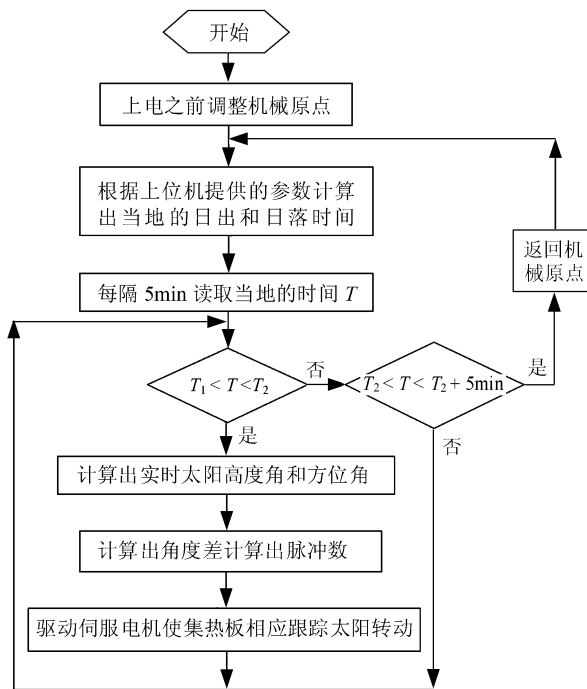 开始
上电之前调整机械原点
根据上位机提供的参数计算
出当地的日出和日落时间
返回机
械原点
每隔 5min 读取当地的时间 T
T₁ < T <T₂
否
T₂ < T < T₂ + 5min
是
是
否
计算出实时太阳高度角和方位角
计算出角度差计算出脉冲数
驱动伺服电机使集热板相应跟踪太阳转动